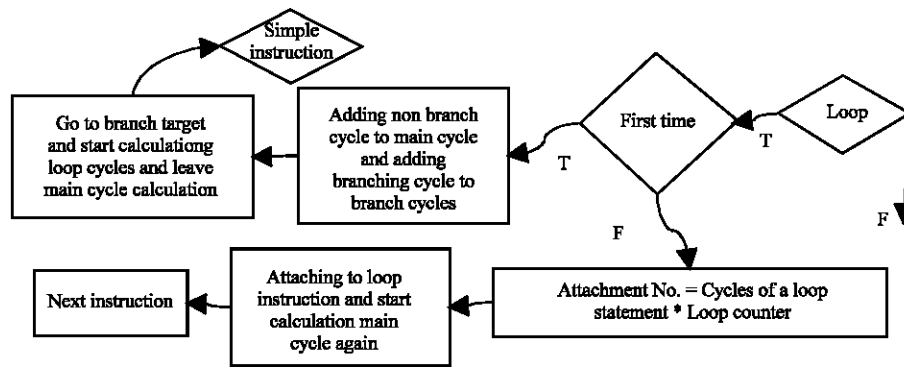 Simple
instruction
Go to branch target
and start calculationg
loop cycles and leave
main cycle calculation
Adding non branch
cycle to main cycle
and adding
branching cycle to
branch cycles
T
First time
T
Loop
F
F
Next instruction
Attaching to loop
instruction and start
calculation main
cycle again
Attachment No. = Cycles of a loop
statement * Loop counter